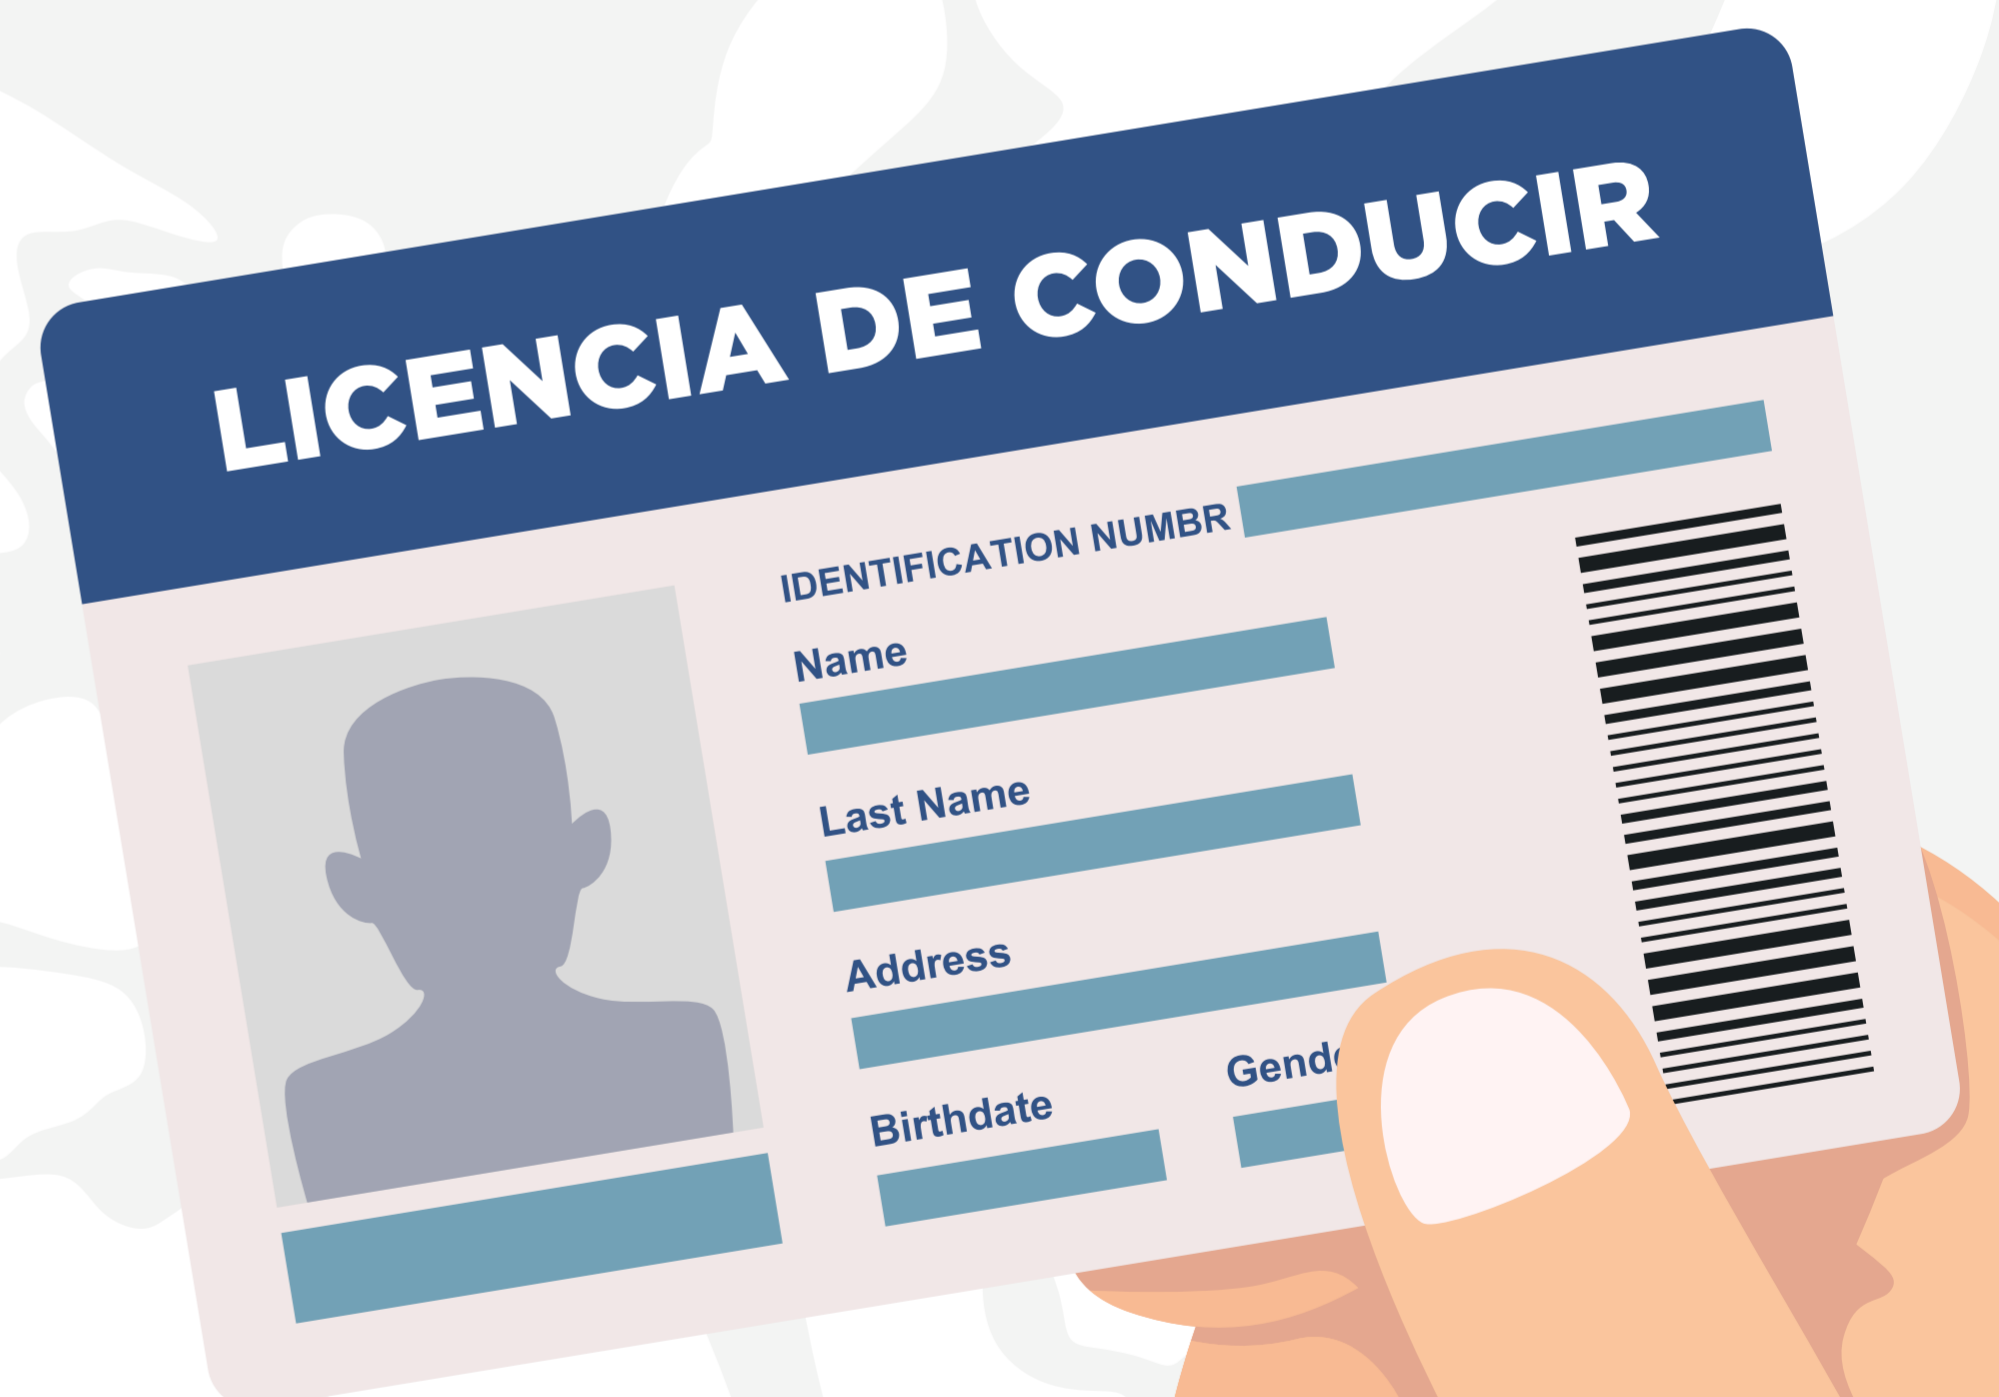 LICENCIA DE CONDUCIR
IDENTIFICATION NUMBR
Name
Last Name
Address
Birthdate